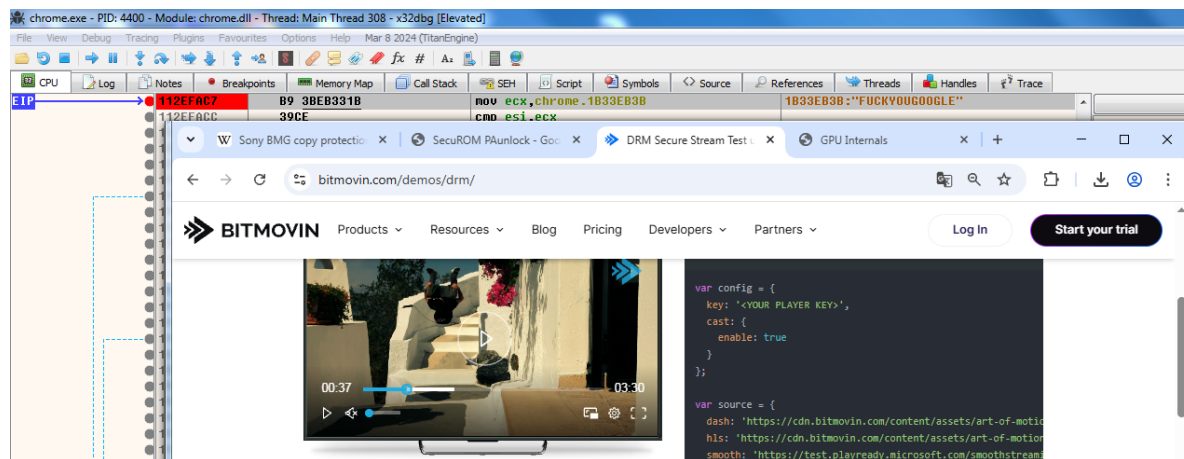 chrome.exe - PID: 4400 - Module: chrome.dll - Thread: Main Thread 308 - x32dbg [Elevated]
File View Debug Tracing Plugins Favourites Options Help Mar 8 2024 (TitanEngine)
CPU Log Notes Breakpoints Memory Map Call Stack SEH Script Symbols Source References Threads Handles Trace
EIP 112EFAC7 B9 3BEB331B mov ecx,chrome.1B33EB3B 1B33EB3B:"FUCKYOUGOOGLE"
112EFACC 39CE cmp esi,ecx
Sony BMG copy protectio SecuROM PAunlock - Goo DRM Secure Stream Test GPU Internals
bitmovin.com/demos/drm/
BITMOVIN Products Resources Blog Pricing Developers Partners Log In Start your trial
var config = {
key: '<YOUR PLAYER KEY>',
cast: {
enable: true
}
};
00:37 03:30
var source = {
dash: 'https://cdn.bitmovin.com/content/assets/art-of-motio
hls: 'https://cdn.bitmovin.com/content/assets/art-of-motion
smooth: 'https://test.playready.microsoft.com/smoothstreami